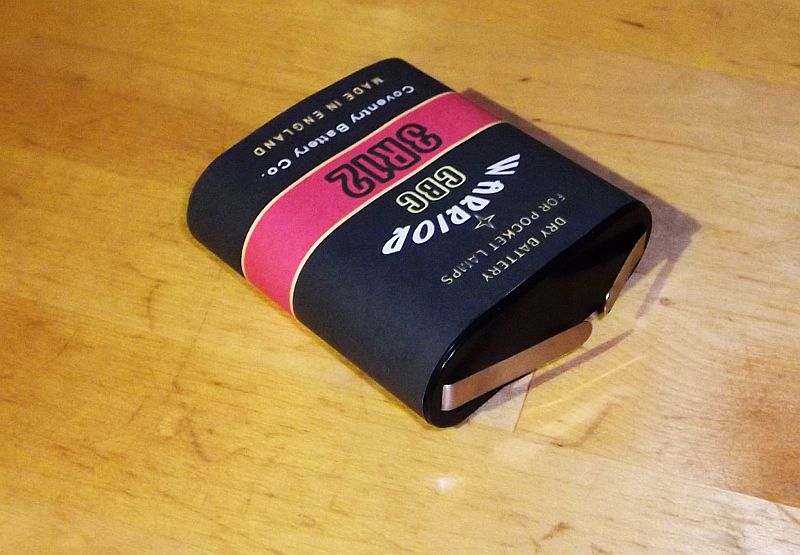 DRY BATTERY
FOR POCKET LAMPS
WARRIOR
CBC
3R12
Coventry Battery Co.
MADE IN ENGLAND